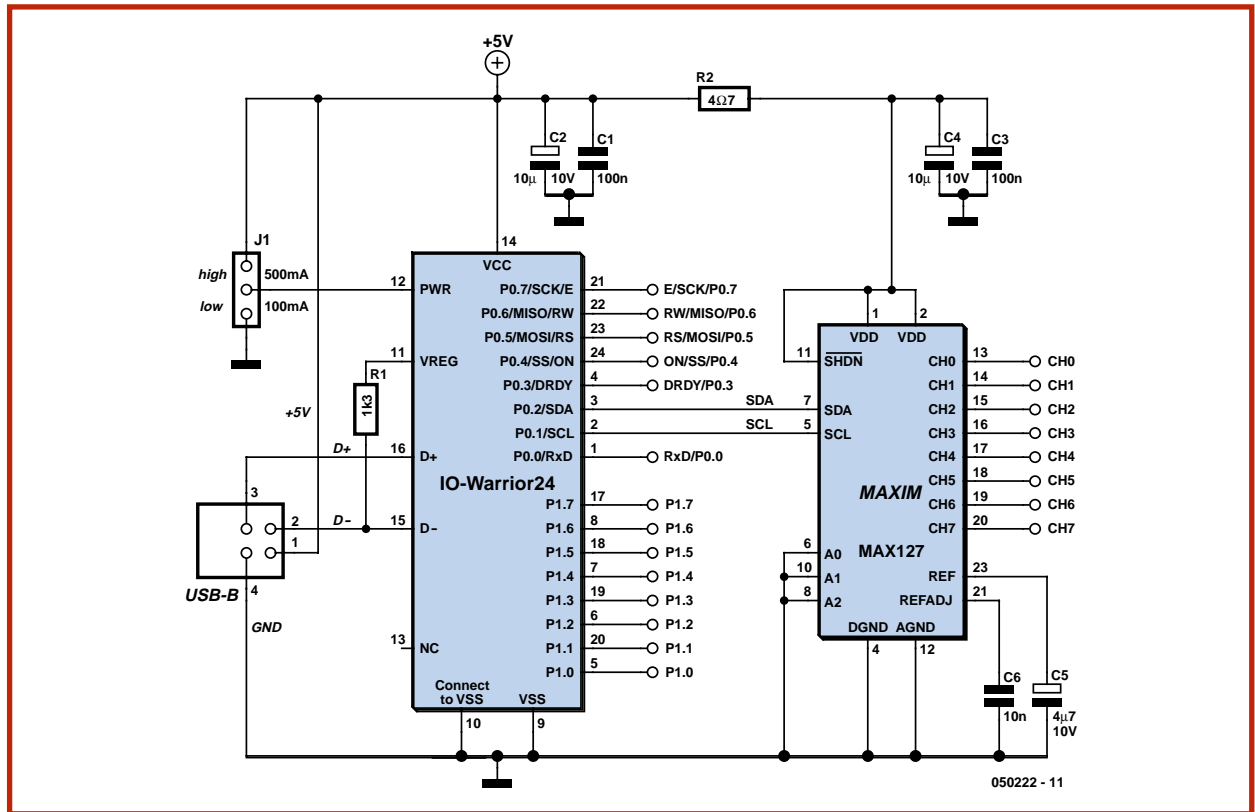 +5V
R2
4Ω7
C2
10µ
10V
C1
100n
C4
10µ
10V
C3
100n
J1
high
500mA
low
100mA
+5V
R1
1k3
D+
D−
3
2
1
4
USB-B
GND
14
VCC
12 PWR
11 VREG
16 D+
15 D−
13 NC
IO-Warrior24
P0.7/SCK/E 21 E/SCK/P0.7
P0.6/MISO/RW 22 RW/MISO/P0.6
P0.5/MOSI/RS 23 RS/MOSI/P0.5
P0.4/SS/ON 24 ON/SS/P0.4
P0.3/DRDY 4 DRDY/P0.3
P0.2/SDA 3 SDA
P0.1/SCL 2 SCL
P0.0/RxD 1 RxD/P0.0
P1.7 17 P1.7
P1.6 8 P1.6
P1.5 18 P1.5
P1.4 7 P1.4
P1.3 19 P1.3
P1.2 6 P1.2
P1.1 20 P1.1
P1.0 5 P1.0
Connect
to VSS
VSS
10
9
1
2
VDD
VDD
11 SHDN
7 SDA
5 SCL
MAXIM
MAX127
6 A0
10 A1
8 A2
CH0 13 CH0
CH1 14 CH1
CH2 15 CH2
CH3 16 CH3
CH4 17 CH4
CH5 18 CH5
CH6 19 CH6
CH7 20 CH7
REF 23
REFADJ 21
DGND
AGND
4
12
C6
10n
C5
4µ7
10V
050222 - 11